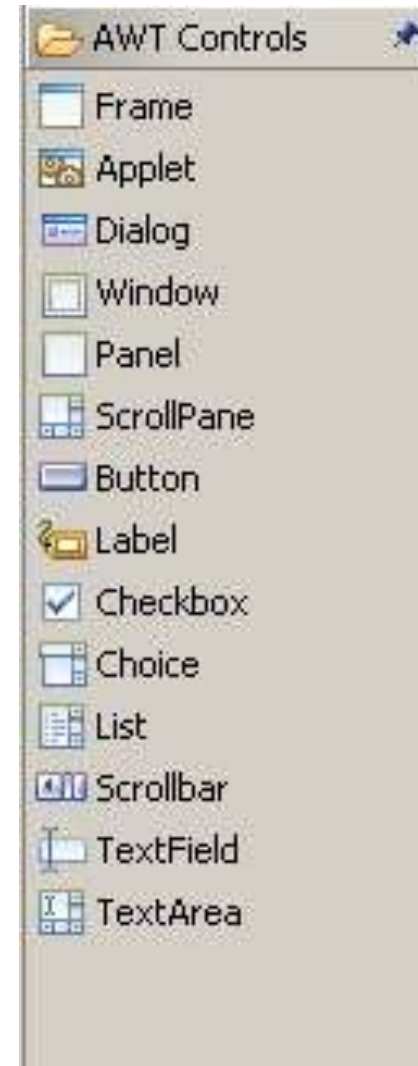 AWT Controls
Frame
Applet
Dialog
Window
Panel
ScrollPane
Button
Label
Checkbox
Choice
List
Scrollbar
TextField
TextArea